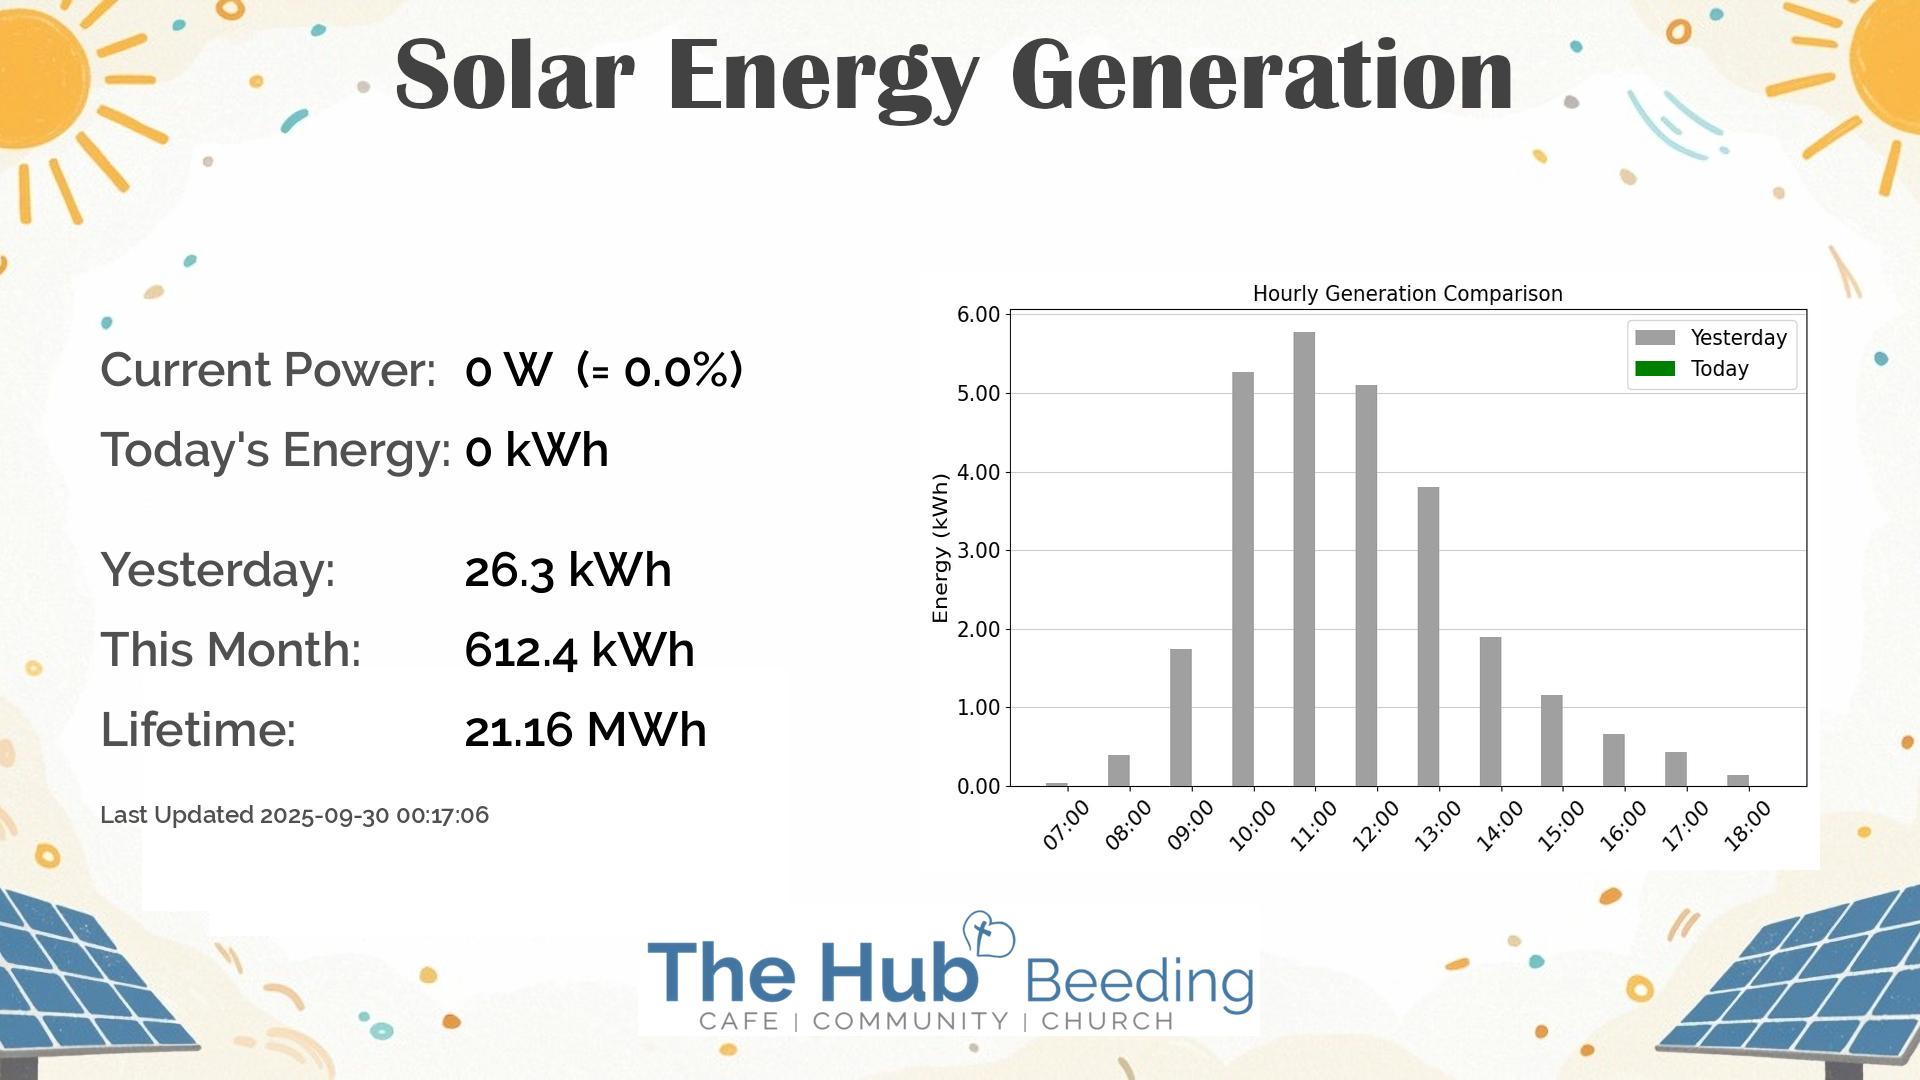 Solar Energy Generation
Current Power: 0 W (= 0.0%)
Today's Energy: 0 kWh
Yesterday: 26.3 kWh
This Month: 612.4 kWh
Lifetime: 21.16 MWh
Last Updated 2025-09-30 00:17:06
Hourly Generation Comparison
Yesterday
Today
Energy (kWh)
6.00
5.00
4.00
3.00
2.00
1.00
0.00
07:00 08:00 09:00 10:00 11:00 12:00 13:00 14:00 15:00 16:00 17:00 18:00
The Hub Beeding
CAFE | COMMUNITY | CHURCH